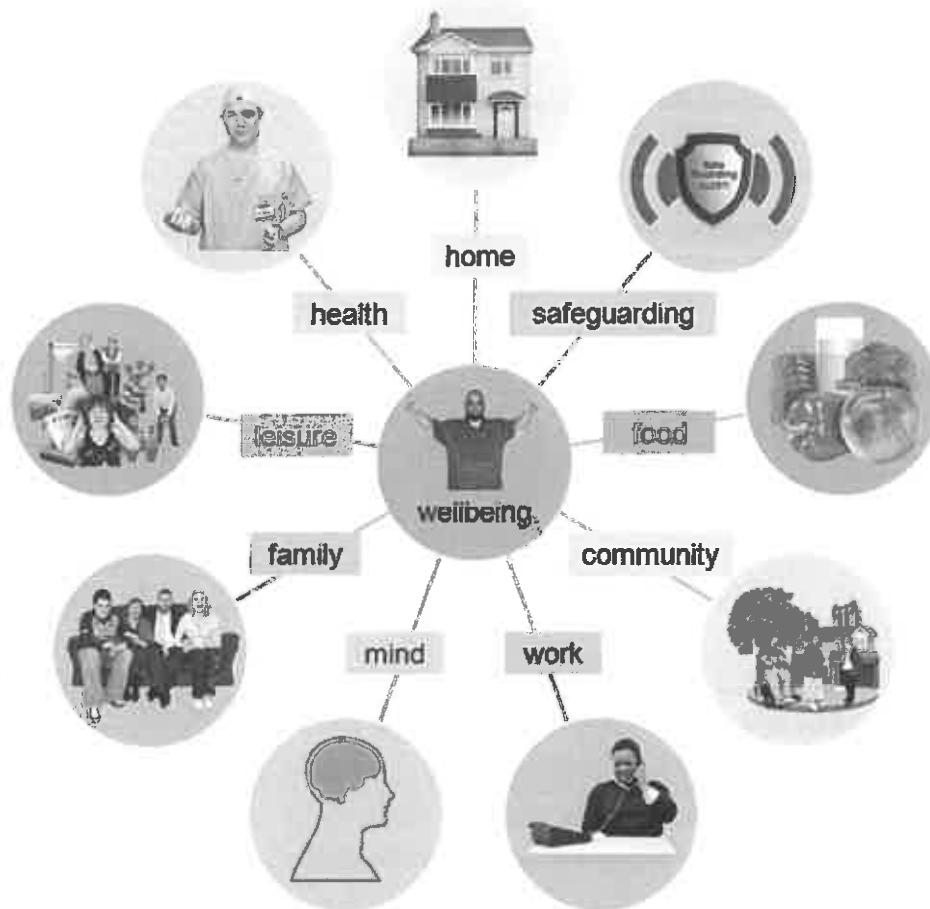 home
health
safeguarding
leisure
food
wellbeing
family
community
mind
work